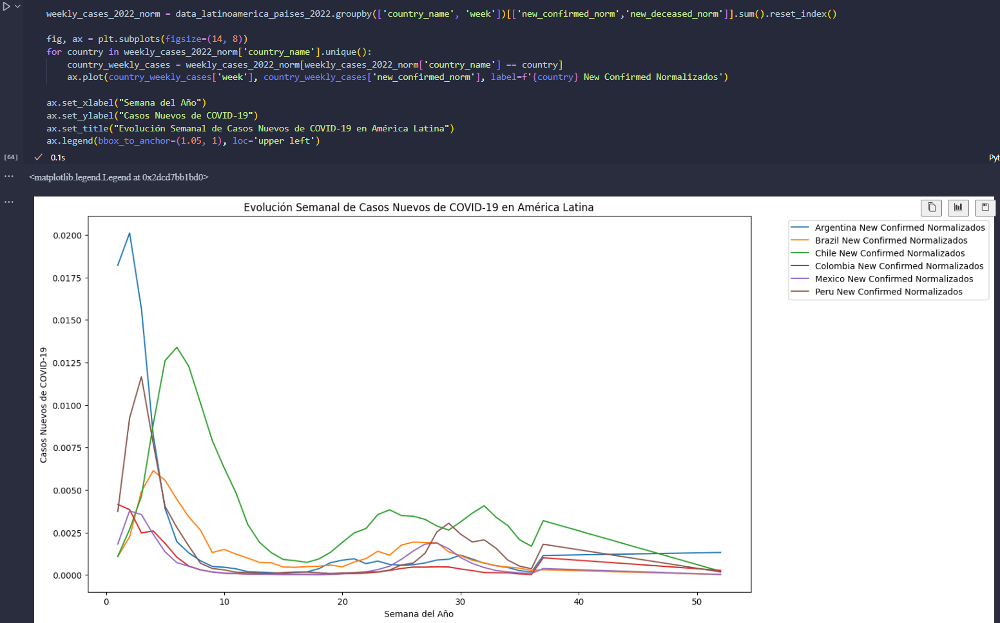 weekly_cases_2022_norm = data_latinoamerica_paises_2022.groupby(['country_name', 'week'])[['new_confirmed_norm','new_deceased_norm']].sum().reset_index()
fig, ax = plt.subplots(figsize=(14, 8))
for country in weekly_cases_2022_norm['country_name'].unique():
    country_weekly_cases = weekly_cases_2022_norm[weekly_cases_2022_norm['country_name'] == country]
    ax.plot(country_weekly_cases['week'], country_weekly_cases['new_confirmed_norm'], label=f'{country} New Confirmed Normalizados')
ax.set_xlabel("Semana del Año")
ax.set_ylabel("Casos Nuevos de COVID-19")
ax.set_title("Evolución Semanal de Casos Nuevos de COVID-19 en América Latina")
ax.legend(bbox_to_anchor=(1.05, 1), loc='upper left')
[64] ✓ 0.1s Pyt
... <matplotlib.legend.Legend at 0x2dcd7bb1bd0>
...
Evolución Semanal de Casos Nuevos de COVID-19 en América Latina
Argentina New Confirmed Normalizados
Brazil New Confirmed Normalizados
Chile New Confirmed Normalizados
Colombia New Confirmed Normalizados
Mexico New Confirmed Normalizados
Peru New Confirmed Normalizados
Casos Nuevos de COVID-19
0.0200
0.0175
0.0150
0.0125
0.0100
0.0075
0.0050
0.0025
0.0000
0 10 20 30 40 50
Semana del Año